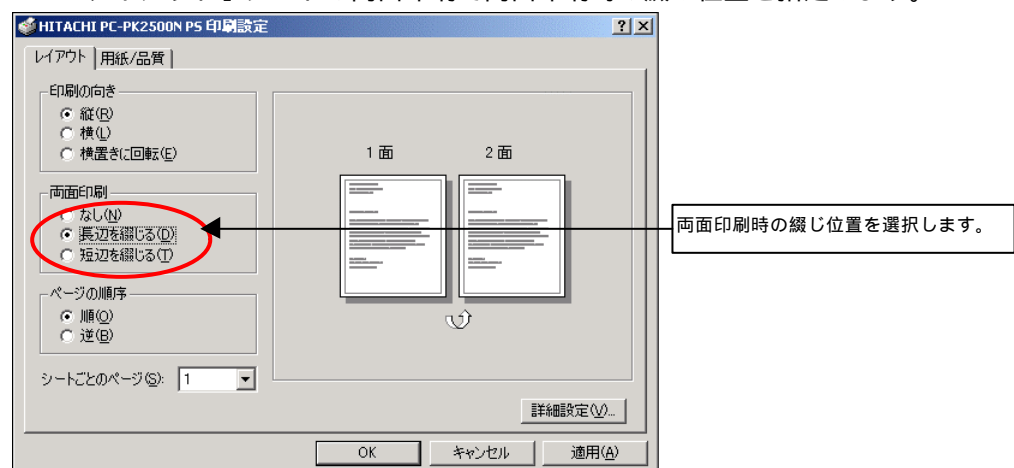 HITACHI PC-PK2500N PS 印刷設定
レイアウト
用紙/品質
印刷の向き
縦(R)
横(L)
横置きに回転(E)
両面印刷
なし(N)
長辺を綴じる(D)
短辺を綴じる(T)
ページの順序
順(O)
逆(B)
シートごとのページ(S): 1
1 面
2 面
詳細設定(V)...
OK
キャンセル
適用(A)
両面印刷時の綴じ位置を選択します。